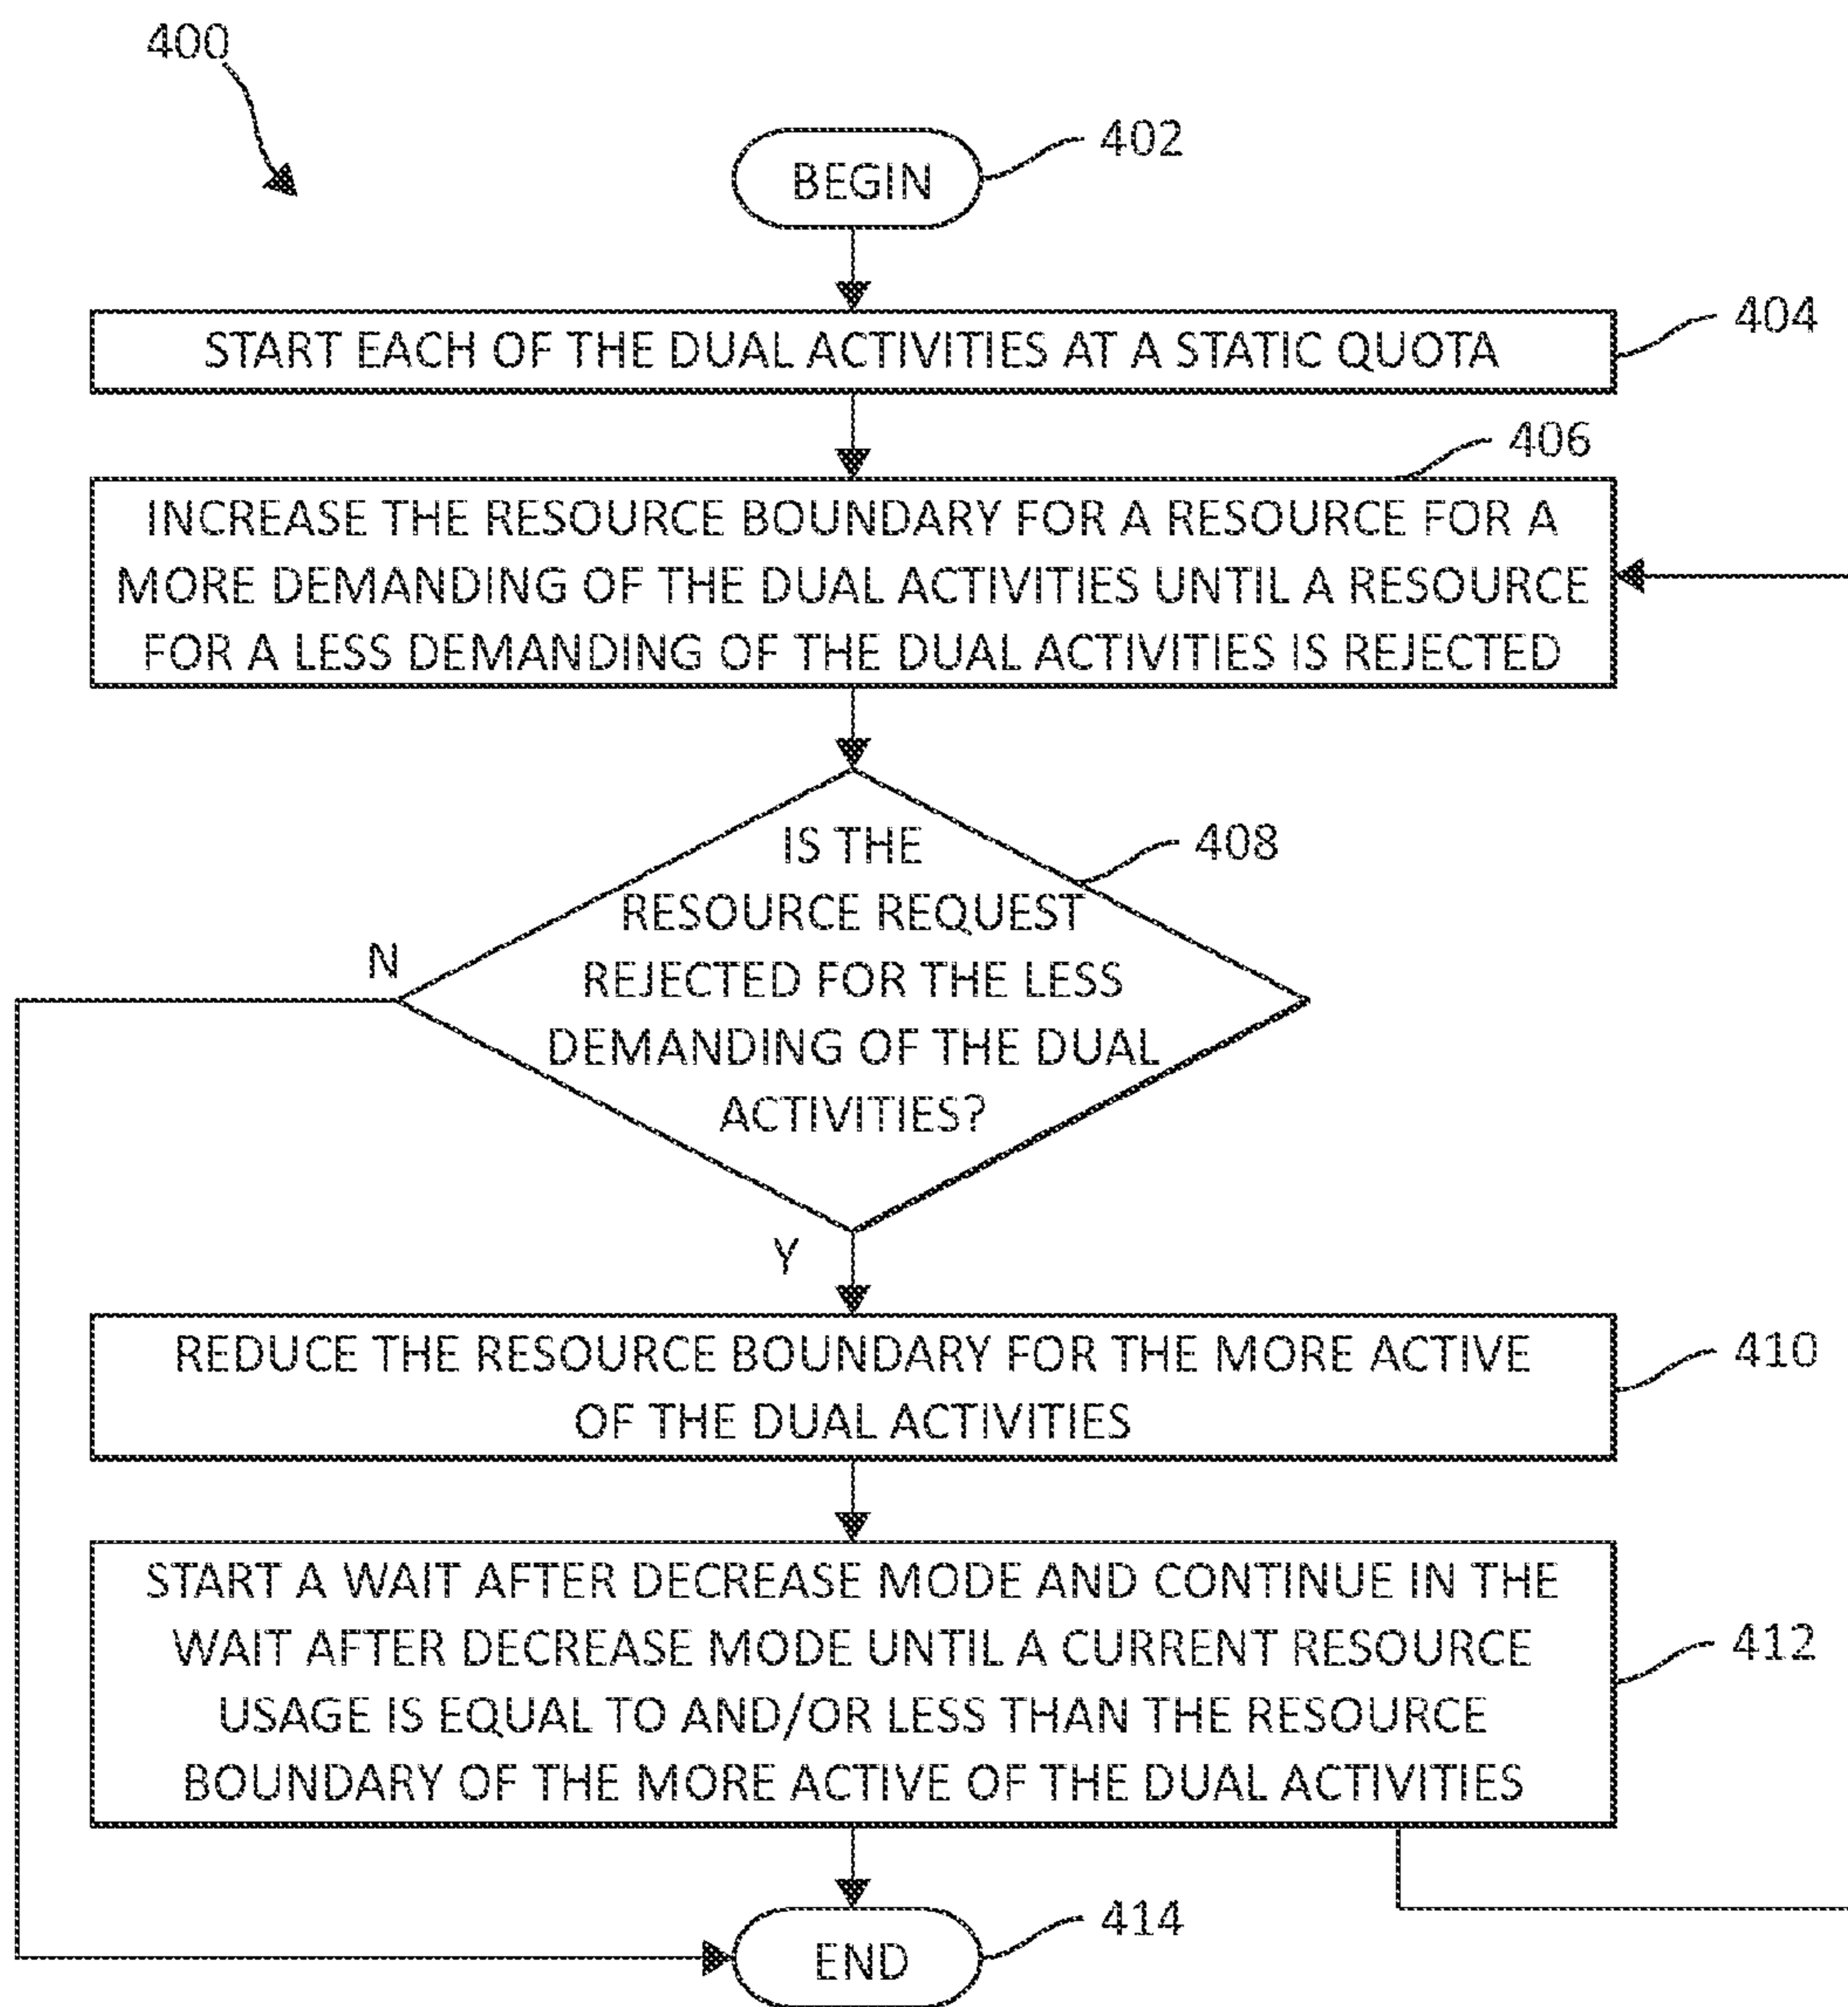 400
BEGIN
402
START EACH OF THE DUAL ACTIVITIES AT A STATIC QUOTA
404
406
INCREASE THE RESOURCE BOUNDARY FOR A RESOURCE FOR A
MORE DEMANDING OF THE DUAL ACTIVITIES UNTIL A RESOURCE
FOR A LESS DEMANDING OF THE DUAL ACTIVITIES IS REJECTED
IS THE
RESOURCE REQUEST
REJECTED FOR THE LESS
DEMANDING OF THE DUAL
ACTIVITIES?
408
N
Y
REDUCE THE RESOURCE BOUNDARY FOR THE MORE ACTIVE
OF THE DUAL ACTIVITIES
410
START A WAIT AFTER DECREASE MODE AND CONTINUE IN THE
WAIT AFTER DECREASE MODE UNTIL A CURRENT RESOURCE
USAGE IS EQUAL TO AND/OR LESS THAN THE RESOURCE
BOUNDARY OF THE MORE ACTIVE OF THE DUAL ACTIVITIES
412
END
414